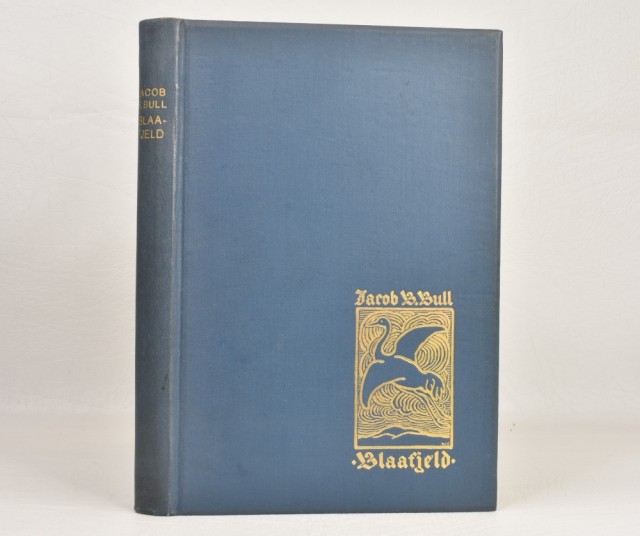 JACOB
B. BULL
BLAA-
FJELD
Jacob B. Bull
·Blaafjeld·